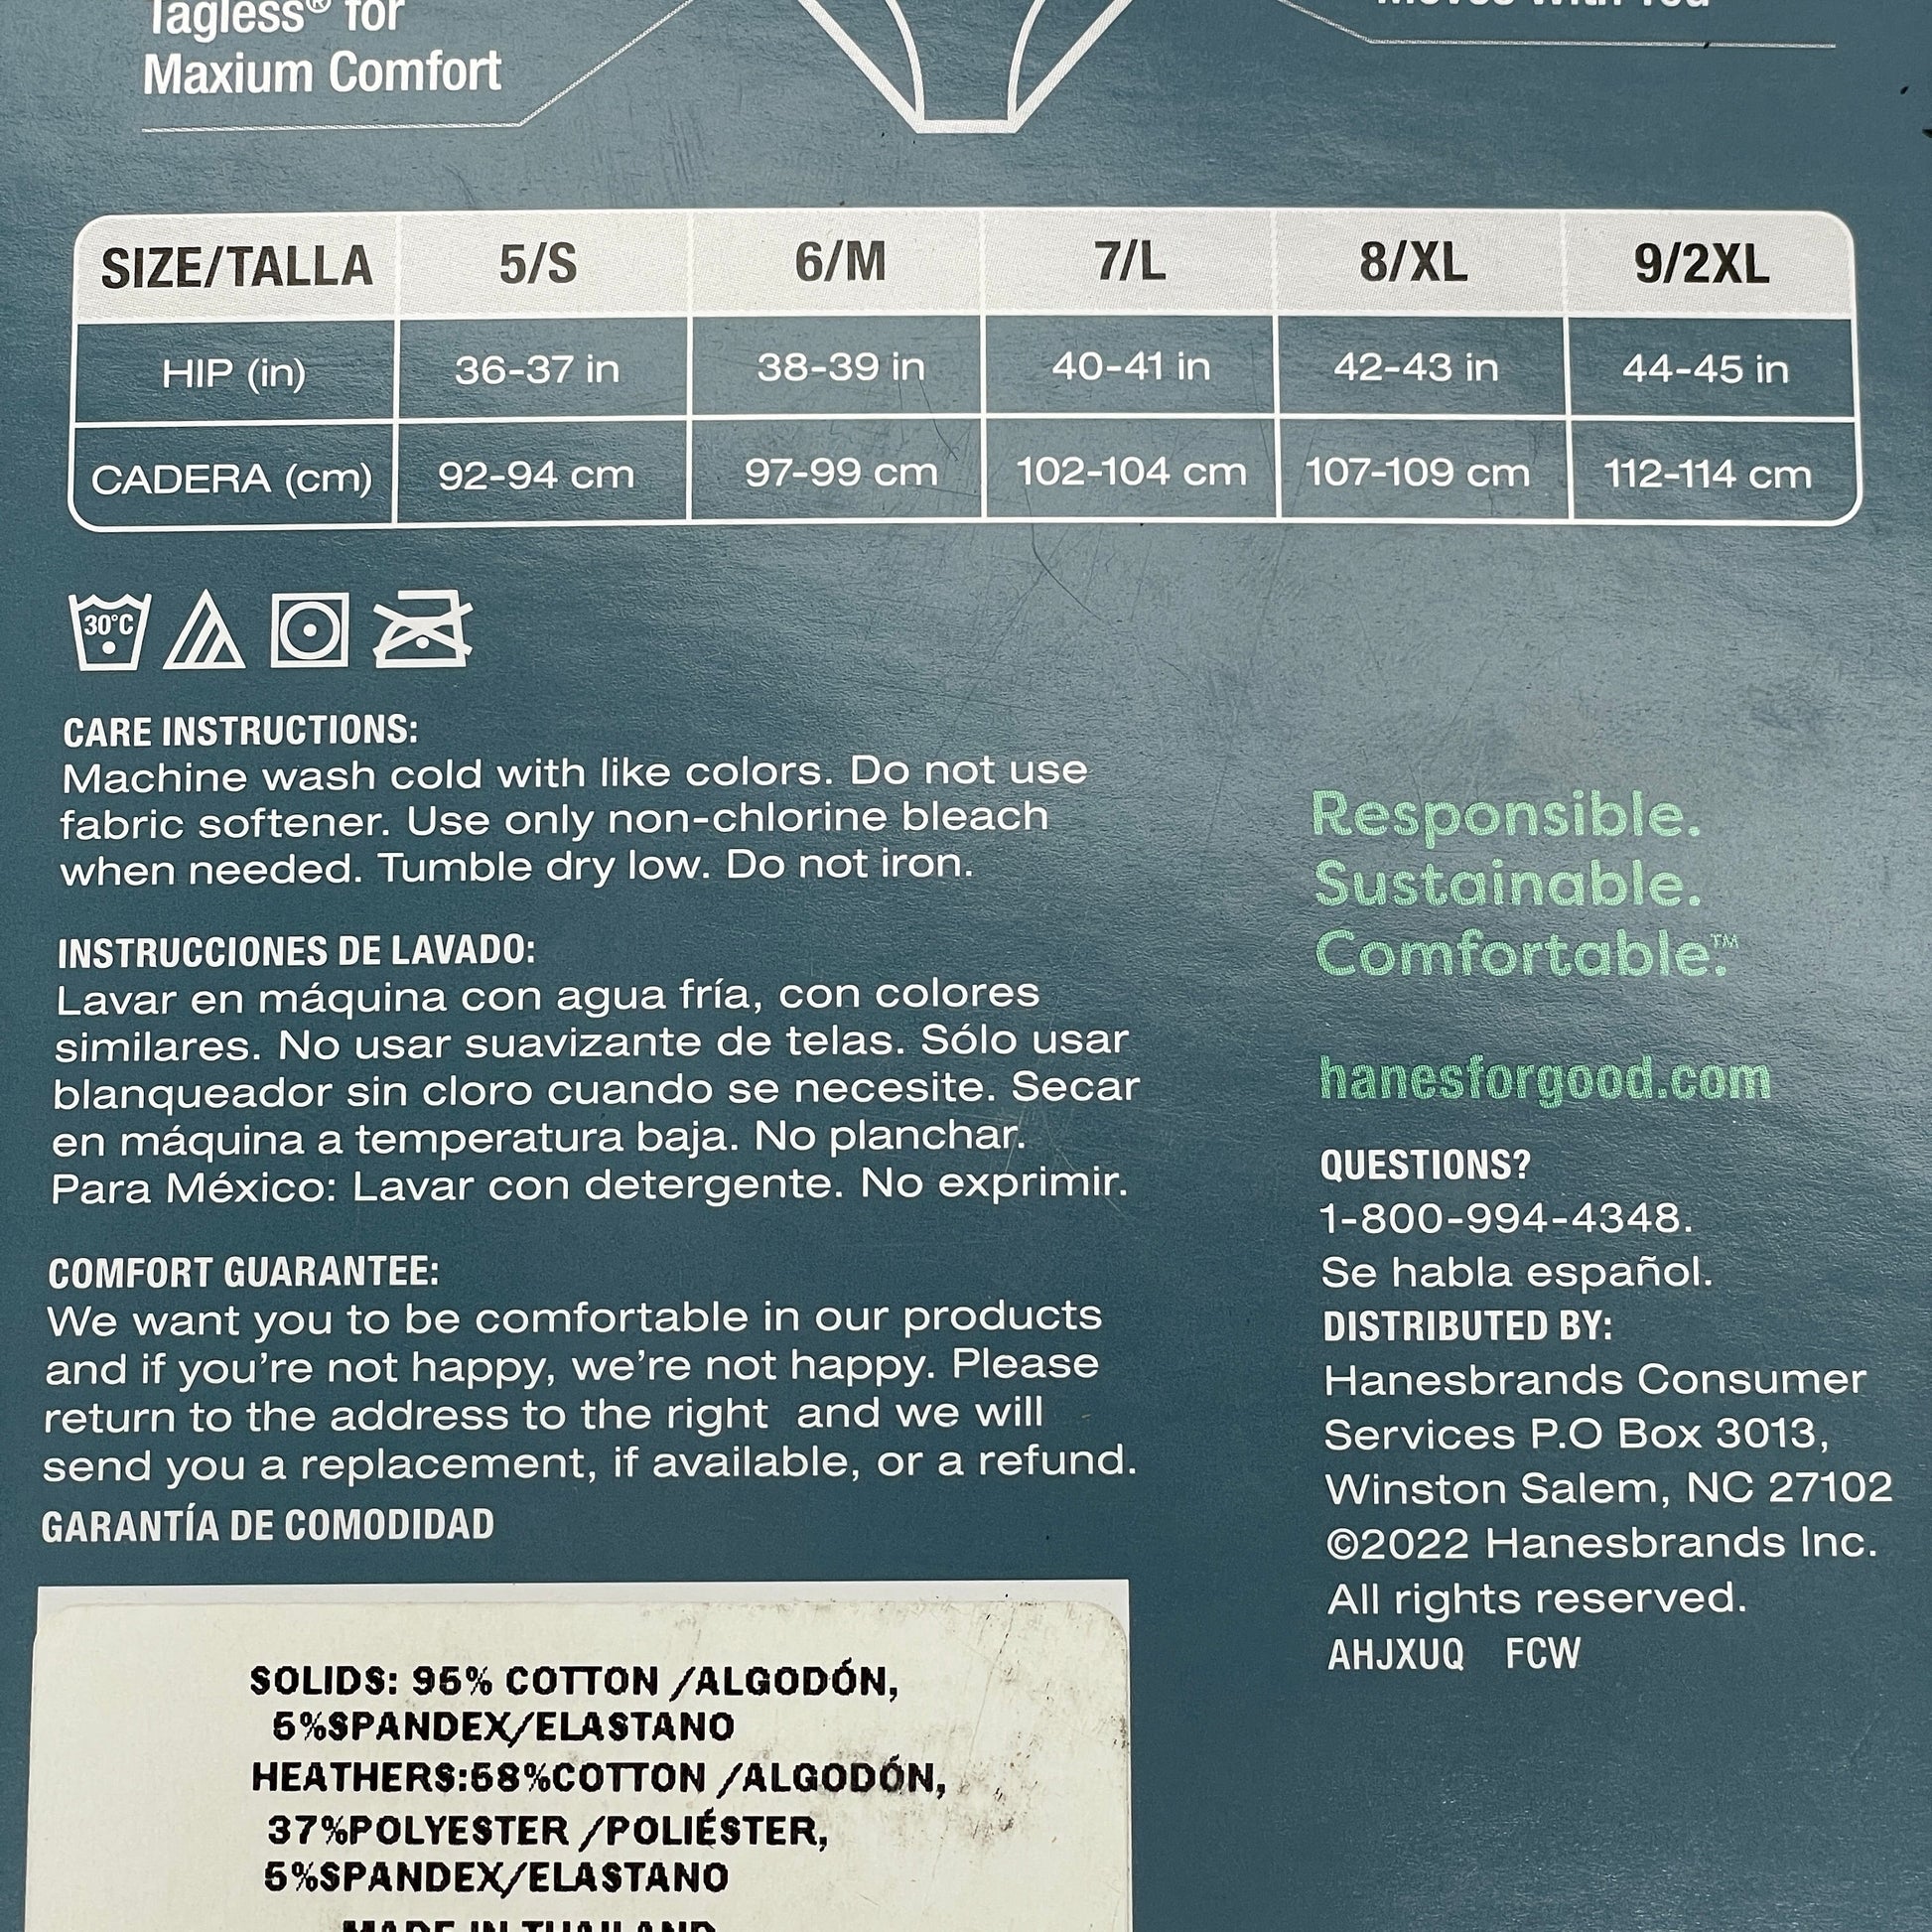 Tagless® for
Maxium Comfort
Moves With You
SIZE/TALLA 5/S 6/M 7/L 8/XL 9/2XL
HIP (in) 36-37 in 38-39 in 40-41 in 42-43 in 44-45 in
CADERA (cm) 92-94 cm 97-99 cm 102-104 cm 107-109 cm 112-114 cm
30°C
CARE INSTRUCTIONS:
Machine wash cold with like colors. Do not use
fabric softener. Use only non-chlorine bleach
when needed. Tumble dry low. Do not iron.
INSTRUCCIONES DE LAVADO:
Lavar en máquina con agua fría, con colores
similares. No usar suavizante de telas. Sólo usar
blanqueador sin cloro cuando se necesite. Secar
en máquina a temperatura baja. No planchar.
Para México: Lavar con detergente. No exprimir.
COMFORT GUARANTEE:
We want you to be comfortable in our products
and if you're not happy, we're not happy. Please
return to the address to the right  and we will
send you a replacement, if available, or a refund.
GARANTÍA DE COMODIDAD
SOLIDS: 95% COTTON /ALGODÓN,
5%SPANDEX/ELASTANO
HEATHERS:58%COTTON /ALGODÓN,
37%POLYESTER /POLIÉSTER,
5%SPANDEX/ELASTANO
MADE IN THAILAND
Responsible.
Sustainable.
Comfortable.™
hanesforgood.com
QUESTIONS?
1-800-994-4348.
Se habla español.
DISTRIBUTED BY:
Hanesbrands Consumer
Services P.O Box 3013,
Winston Salem, NC 27102
©2022 Hanesbrands Inc.
All rights reserved.
AHJXUQ FCW